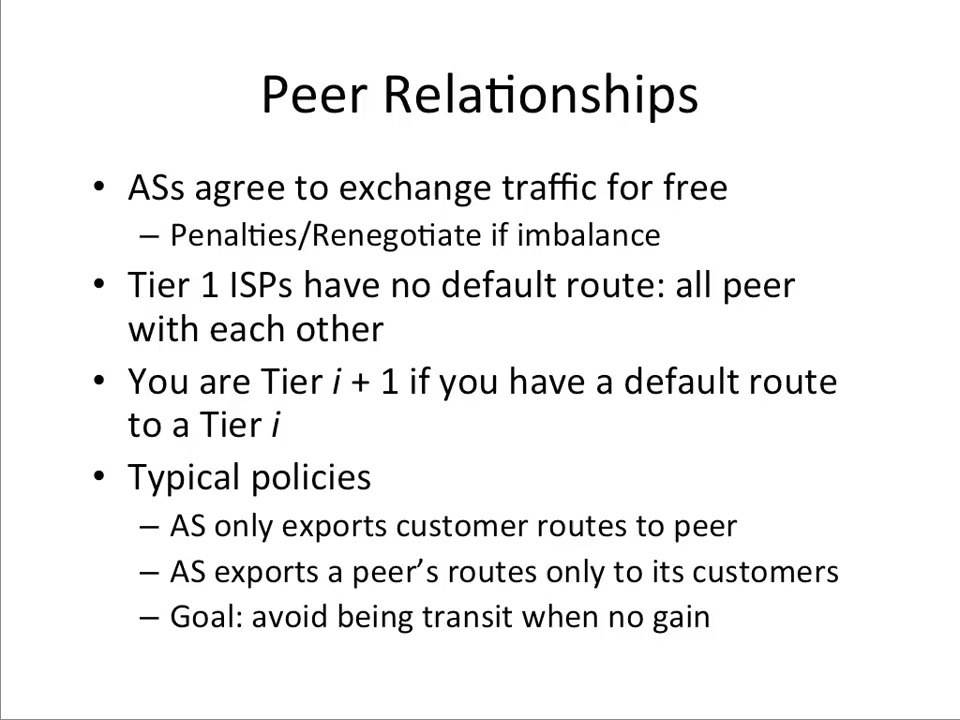 Peer Relationships
• ASs agree to exchange traffic for free
– Penalties/Renegotiate if imbalance
• Tier 1 ISPs have no default route: all peer
with each other
• You are Tier i + 1 if you have a default route
to a Tier i
• Typical policies
– AS only exports customer routes to peer
– AS exports a peer’s routes only to its customers
– Goal: avoid being transit when no gain